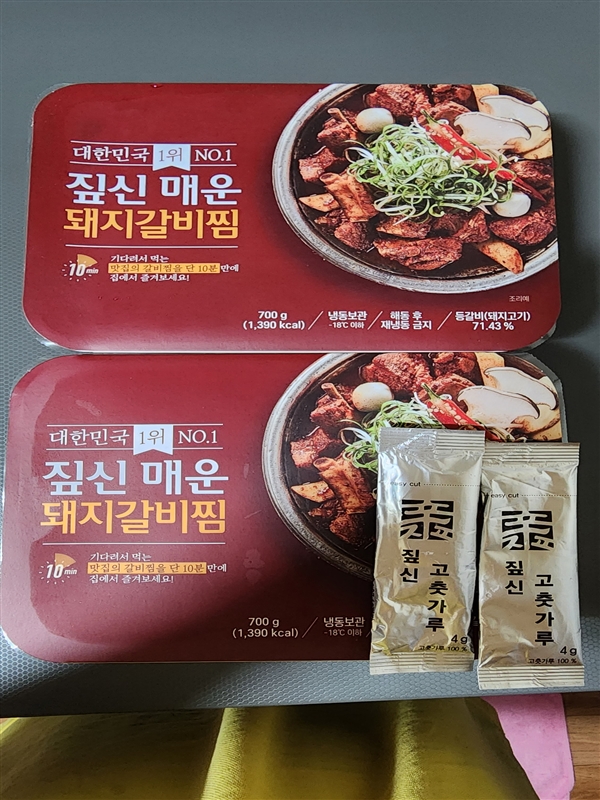 대한민국 1위 NO.1
짚신 매운
돼지갈비찜
10min
기다려서 먹는
맛집의 갈비찜을 단 10분 만에
집에서 즐겨보세요!
조리예
700 g
(1,390 kcal)
냉동보관
-18℃ 이하
해동 후
재냉동 금지
등갈비(돼지고기)
71.43 %
대한민국 1위 NO.1
짚신 매운
돼지갈비찜
10min
기다려서 먹는
맛집의 갈비찜을 단 10분 만에
집에서 즐겨보세요!
700 g
(1,390 kcal)
냉동보관
-18℃ 이하
easy cut
짚신
고춧가루
4 g
고춧가루 100 %
easy cut
짚신
고춧가루
4 g
고춧가루 100 %